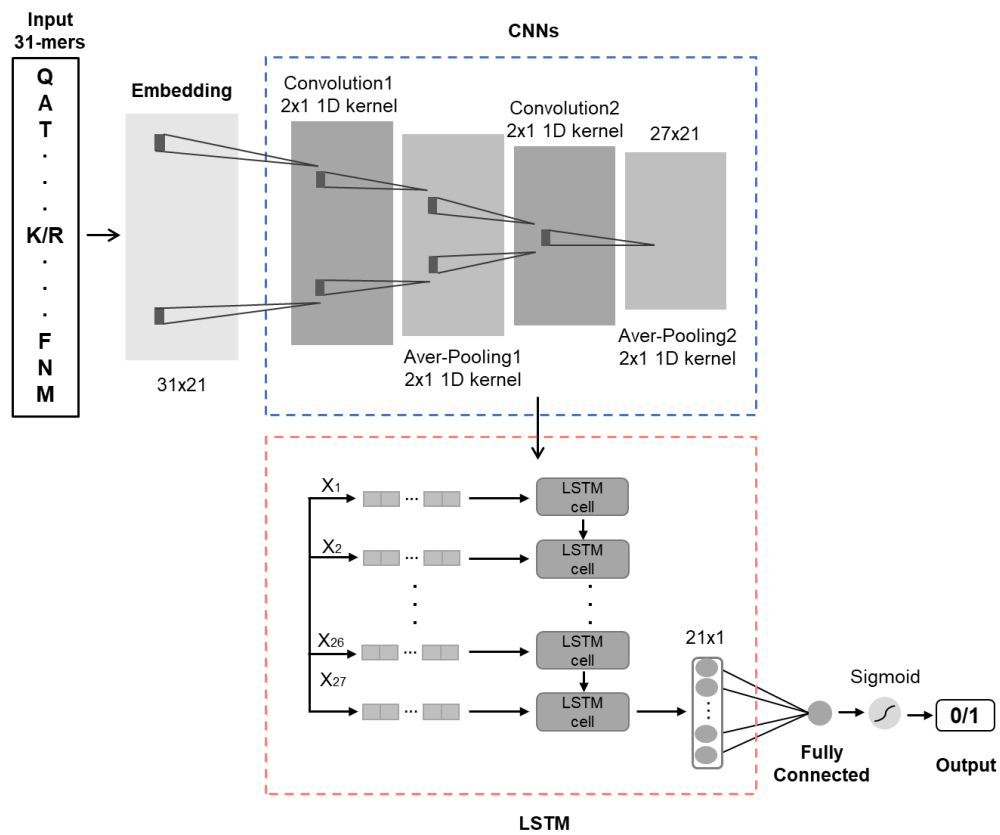 Input
31-mers
Q
A
T
.
.
.
K/R
.
.
.
F
N
M
Embedding
31x21
CNNs
Convolution1
2x1 1D kernel
Aver-Pooling1
2x1 1D kernel
Convolution2
2x1 1D kernel
27x21
Aver-Pooling2
2x1 1D kernel
X1
...
LSTM
cell
X2
...
LSTM
cell
.
.
.
.
.
.
X26
...
LSTM
cell
X27
...
LSTM
cell
21x1
Fully
Connected
Sigmoid
0/1
Output
LSTM